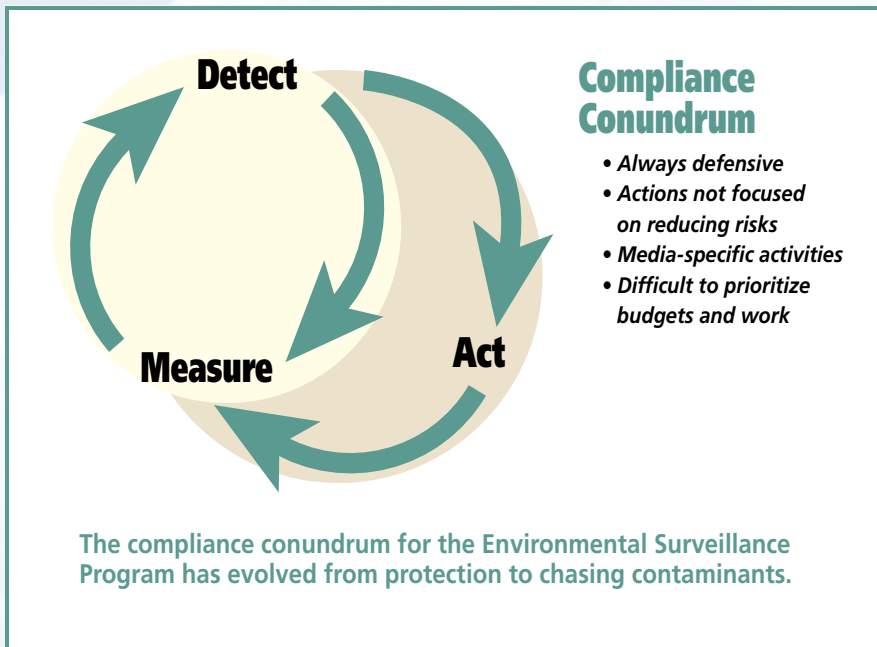 Detect
Measure
Act
Compliance
Conundrum
• Always defensive
• Actions not focused
on reducing risks
• Media-specific activities
• Difficult to prioritize
budgets and work
The compliance conundrum for the Environmental Surveillance
Program has evolved from protection to chasing contaminants.